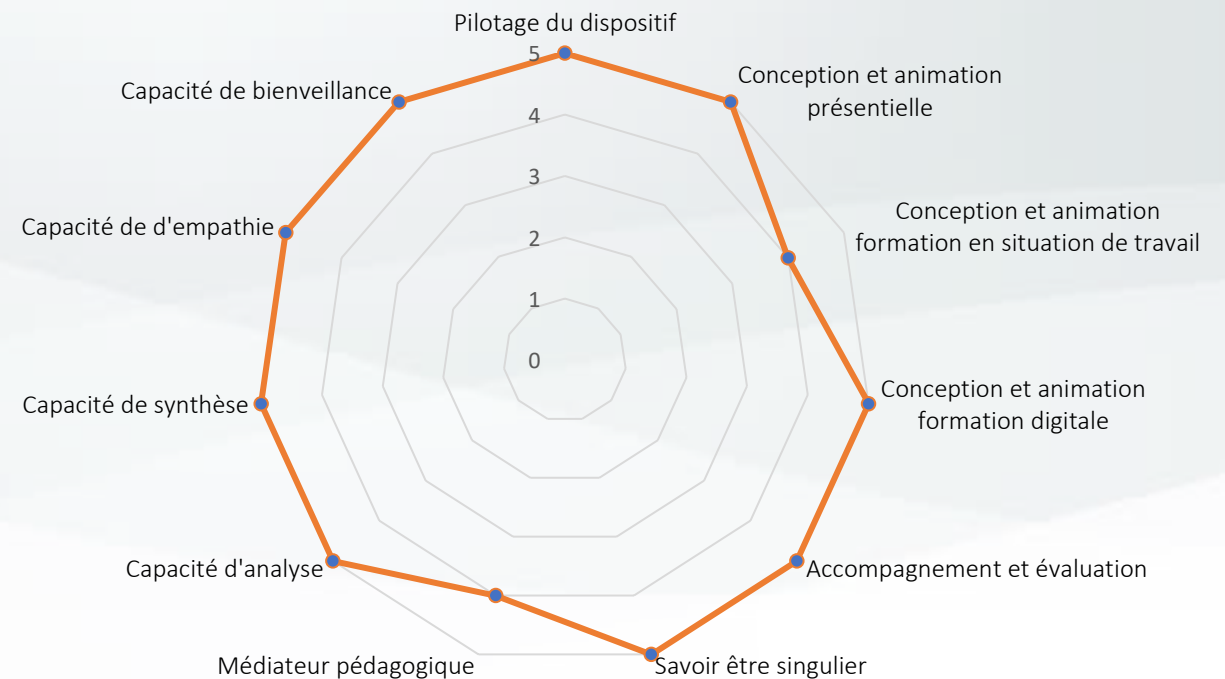 Pilotage du dispositif
5
4
3
2
1
0
Conception et animation
présentielle
Conception et animation
formation en situation de travail
Conception et animation
formation digitale
Accompagnement et évaluation
Savoir être singulier
Médiateur pédagogique
Capacité d'analyse
Capacité de synthèse
Capacité de d'empathie
Capacité de bienveillance